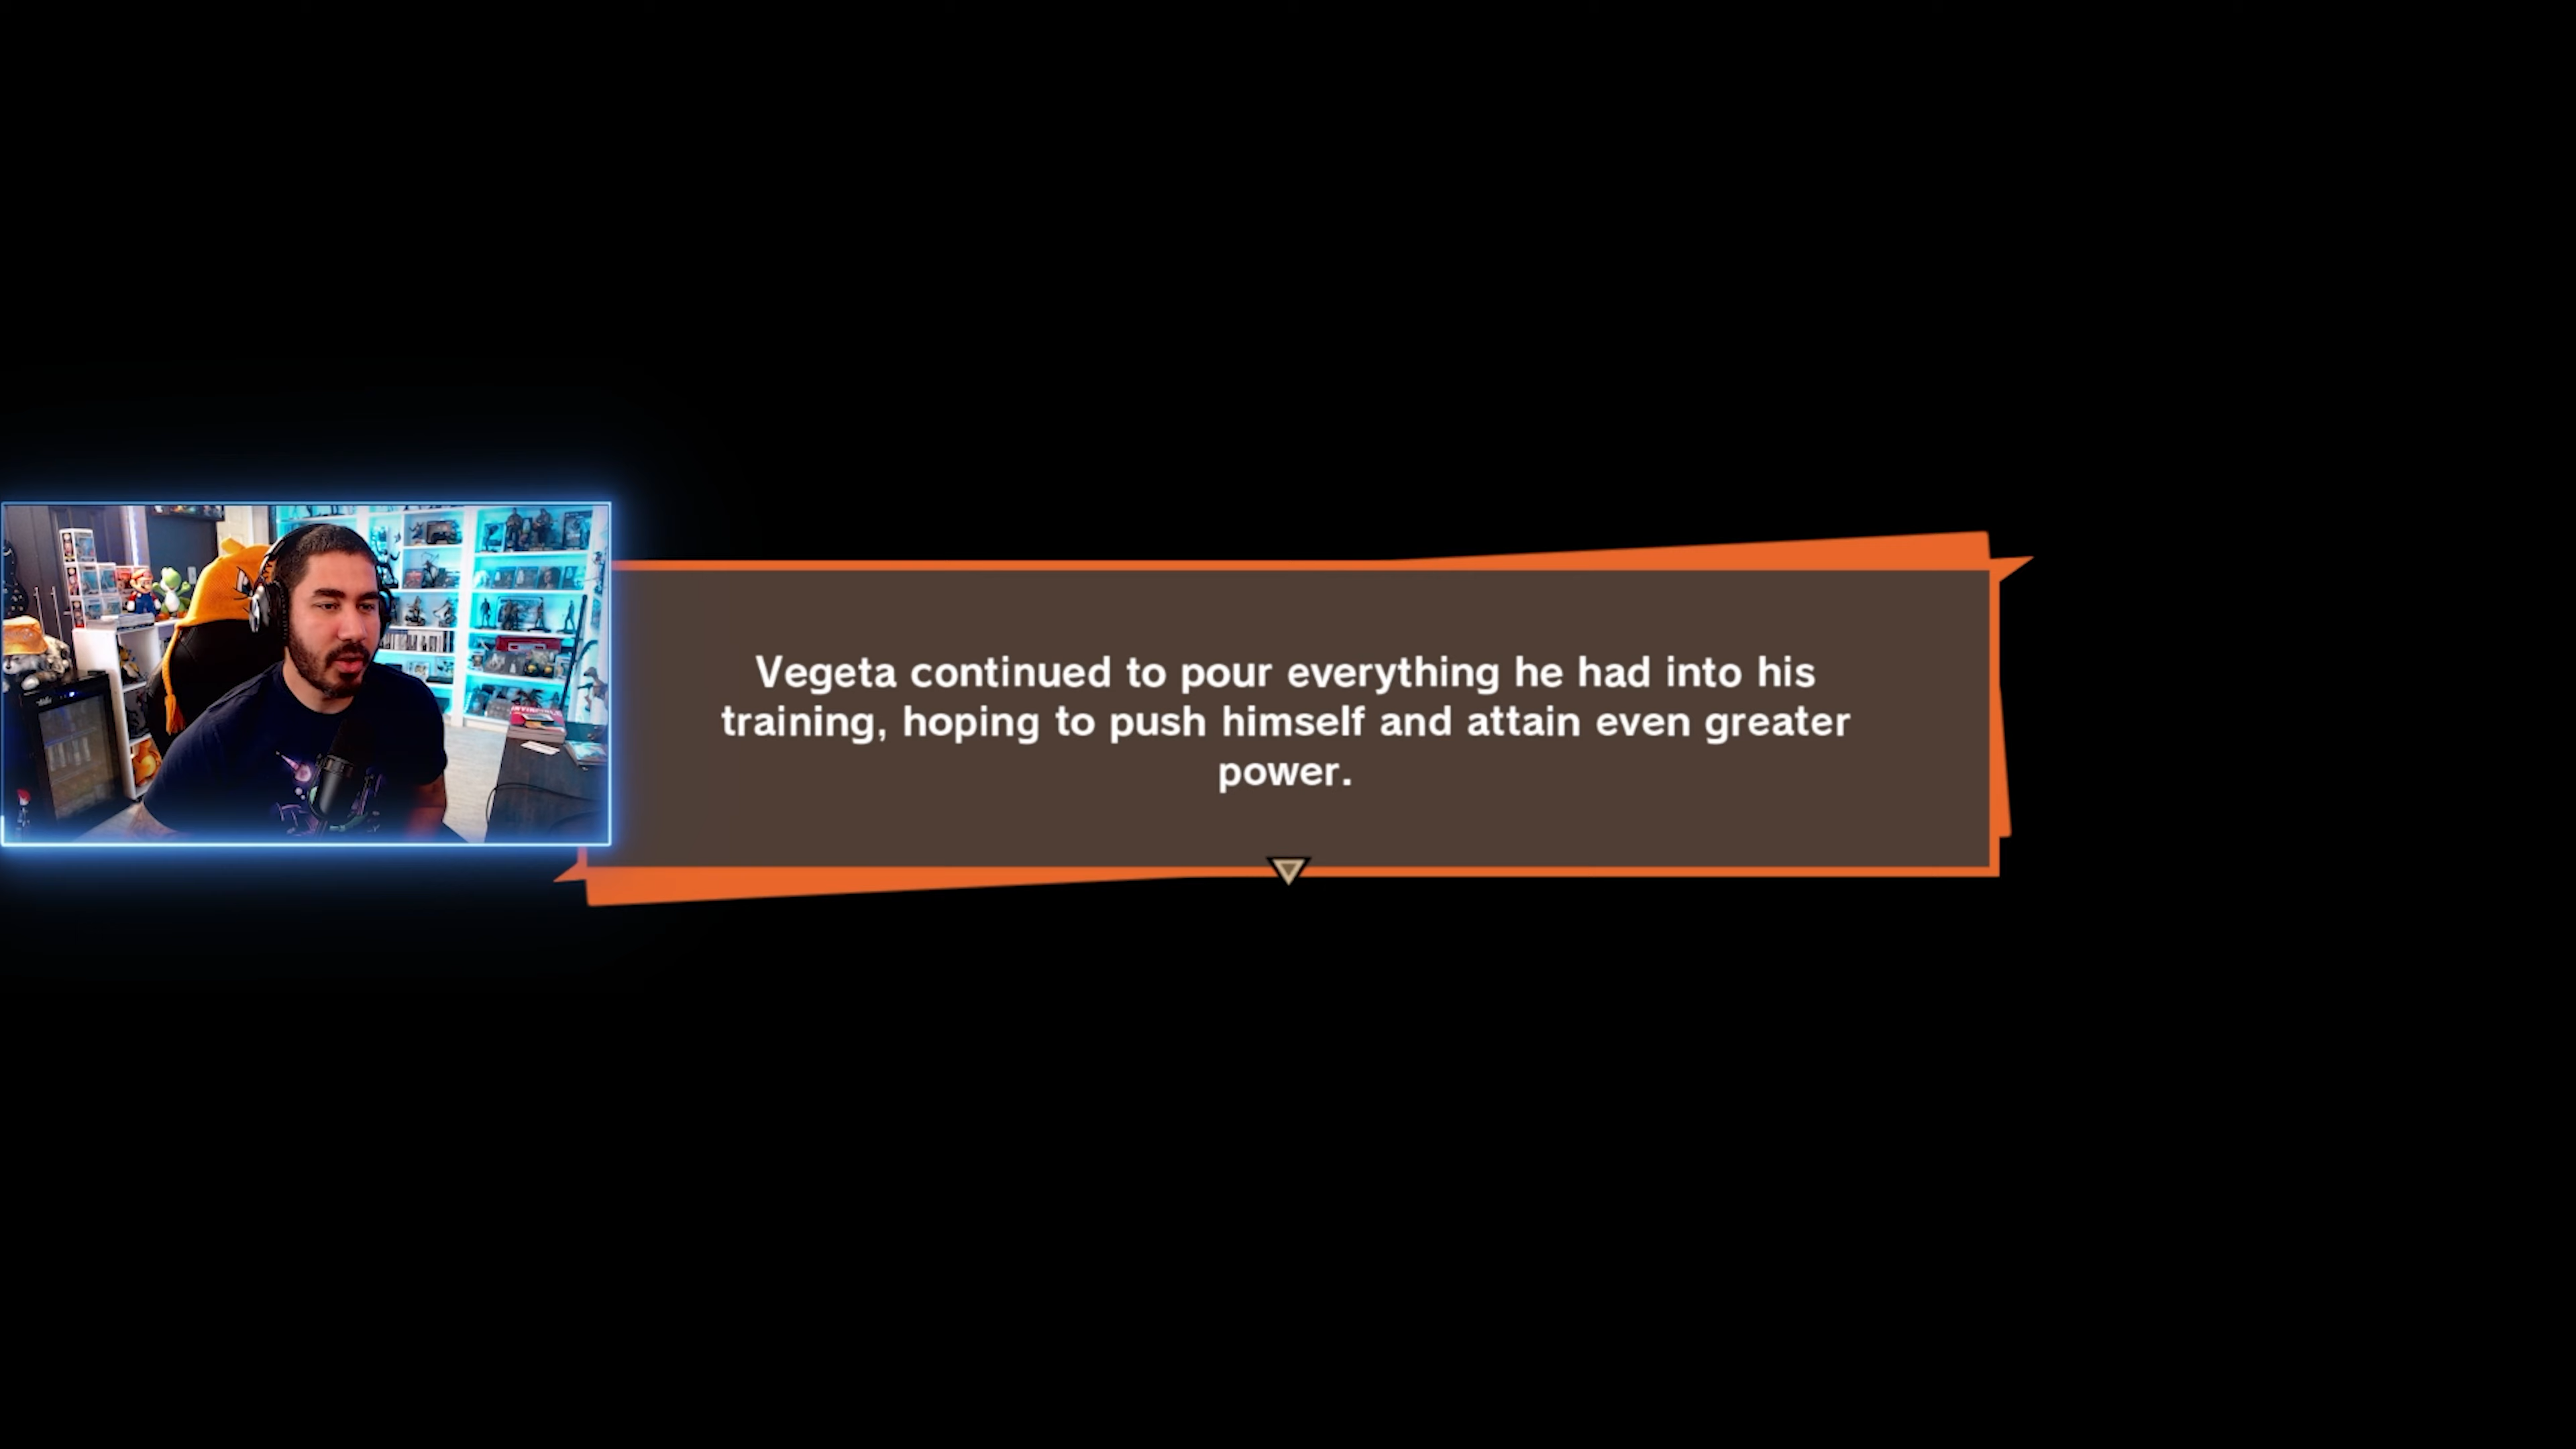 Vegeta continued to pour everything he had into his
training, hoping to push himself and attain even greater
power.